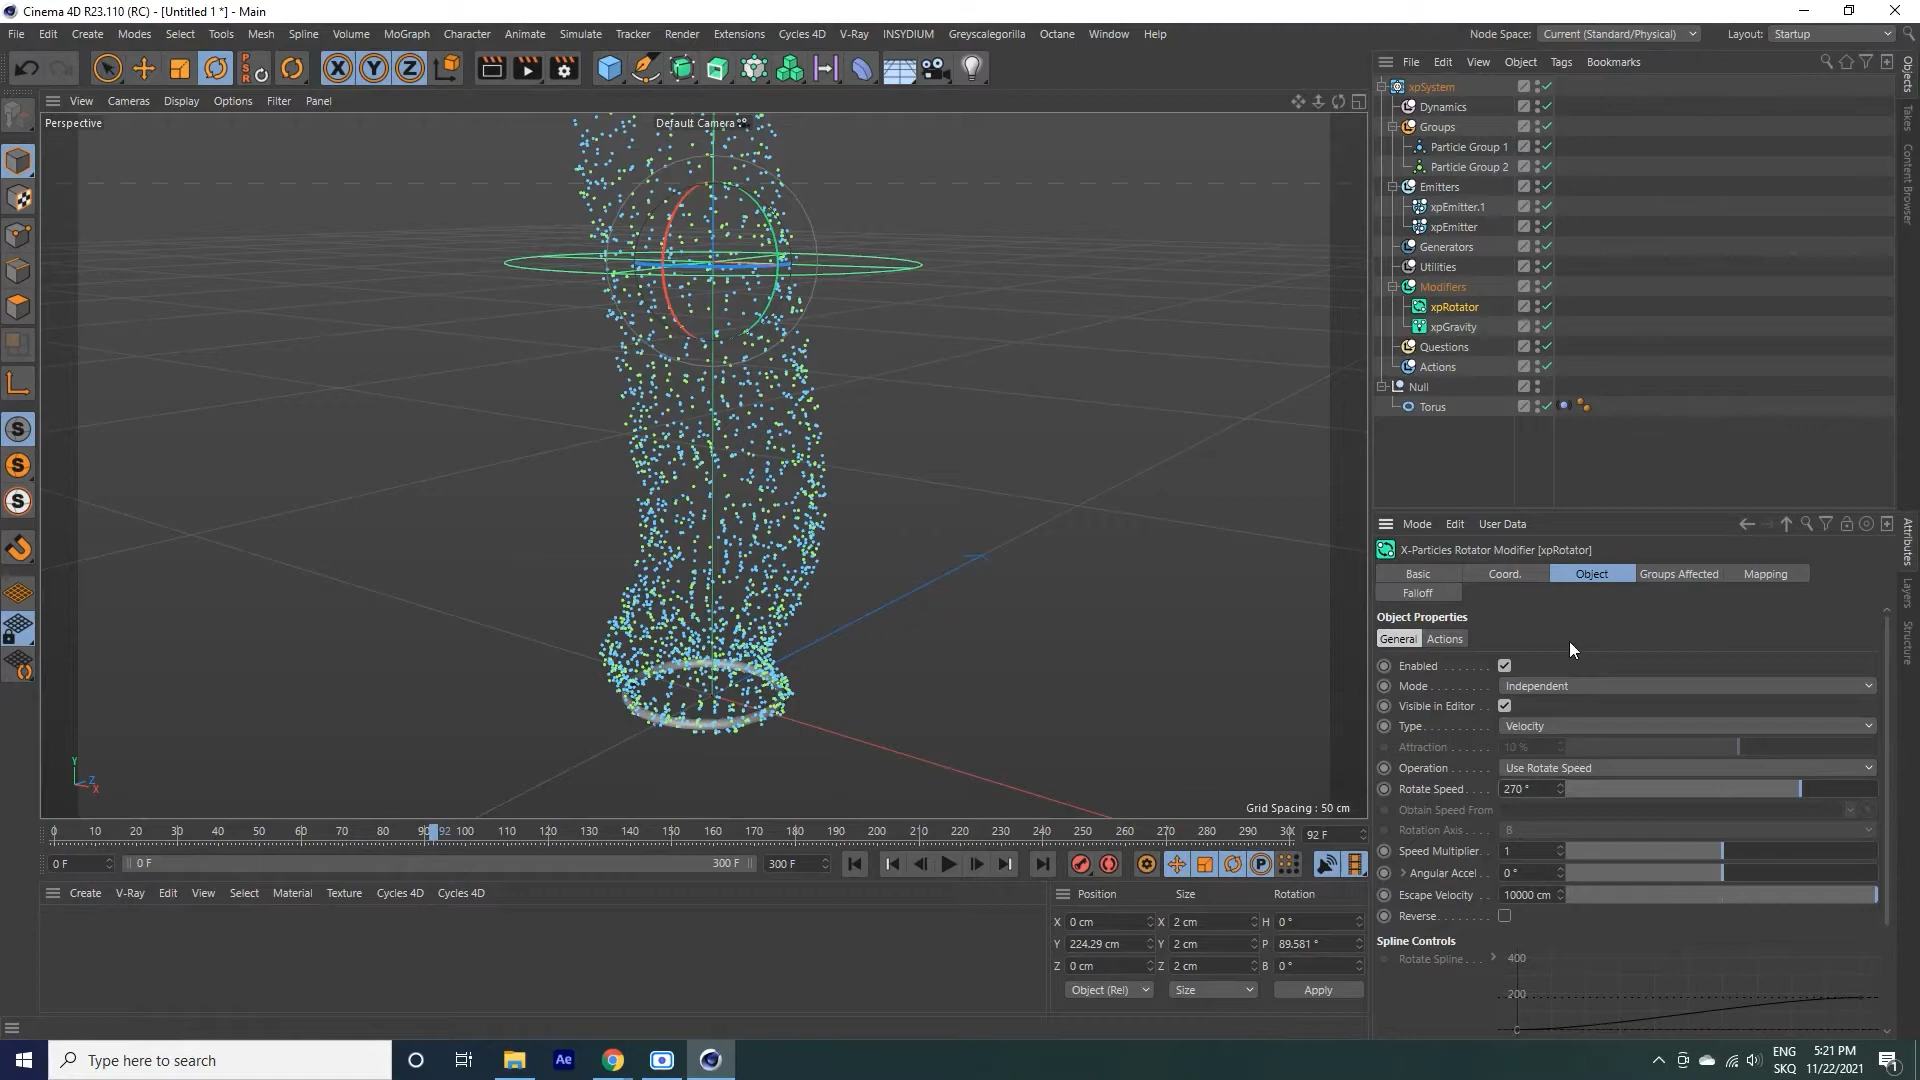 Cinema 4D R23.110 (RC) - [Untitled 1 *] - Main
File Edit Create Modes Select Tools Mesh Spline Volume MoGraph Character Animate Simulate Tracker Render Extensions Cycles 4D V-Ray INSYDIUM Greyscalegorilla Octane Window Help Node Space: Current (Standard/Physical) Layout: Startup
View Cameras Display Options Filter Panel
Perspective
Default Camera
File Edit View Object Tags Bookmarks
xpSystem
Dynamics
Groups
Particle Group 1
Particle Group 2
Emitters
xpEmitter.1
xpEmitter
Generators
Utilities
Modifiers
xpRotator
xpGravity
Questions
Actions
Null
Torus
Objects
Takes
Content Browser
Attributes
Layers
Structure
Mode Edit User Data
X-Particles Rotator Modifier [xpRotator]
Basic Coord. Object Groups Affected Mapping
Falloff
Object Properties
General Actions
Enabled
Mode Independent
Visible in Editor
Type Velocity
Attraction 10 %
Operation Use Rotate Speed
Rotate Speed 270 °
Obtain Speed From
Rotation Axis B
Speed Multiplier 1
Angular Accel 0 °
Escape Velocity 10000 cm
Reverse
Spline Controls
Rotate Spline 400
200
0
Y
Z
X
Grid Spacing : 50 cm
0 10 20 30 40 50 60 70 80 90 92 100 110 120 130 140 150 160 170 180 190 200 210 220 230 240 250 260 270 280 290 30 92 F
0 F 0 F 300 F 300 F
Create V-Ray Edit View Select Material Texture Cycles 4D Cycles 4D
Position Size Rotation
X 0 cm X 2 cm H 0 °
Y 224.29 cm Y 2 cm P 89.581 °
Z 0 cm Z 2 cm B 0 °
Object (Rel) Size Apply
Type here to search
Ae
ENG
SKQ
5:21 PM
11/22/2021
1